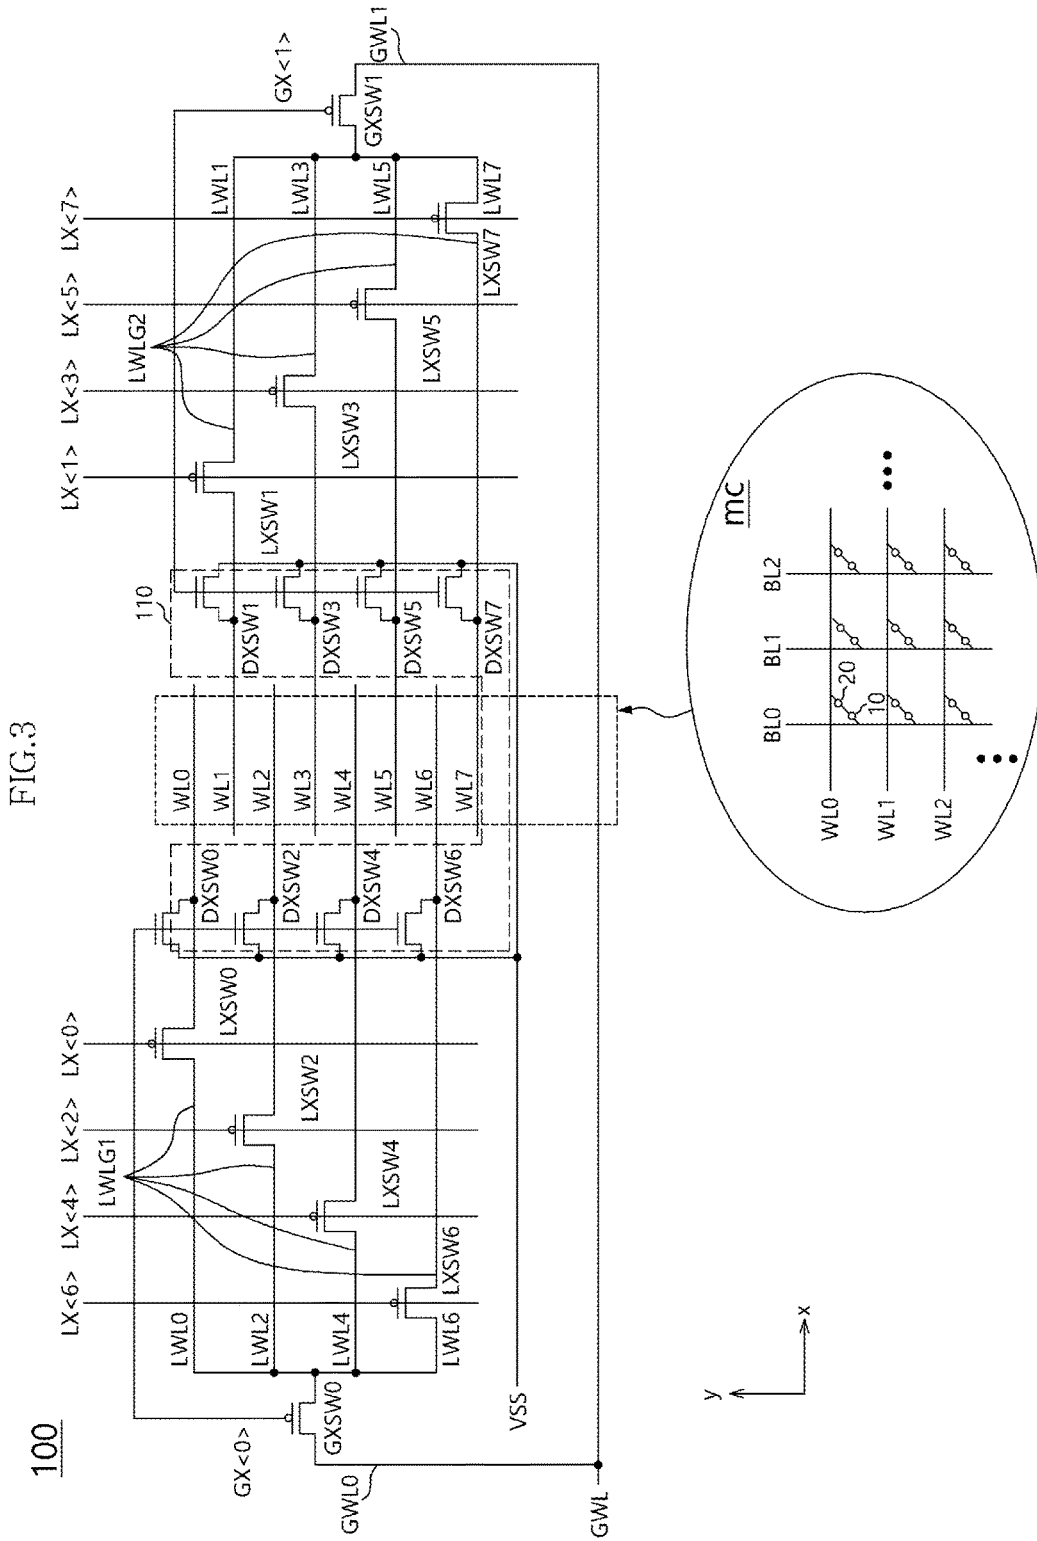 FIG.3
100
GX<0>
LX<6>
LX<4>
LX<2>
LX<0>
LX<1>
LX<3>
LX<5>
LX<7>
GX<1>
LWLG1
LWLG2
110
LWL0
LWL2
LWL4
LWL6
GXSW0
GWL0
LXSW0
LXSW2
LXSW4
LXSW6
DXSW0
DXSW2
DXSW4
DXSW6
WL0
WL1
WL2
WL3
WL4
WL5
WL6
WL7
DXSW1
DXSW3
DXSW5
DXSW7
LXSW1
LXSW3
LXSW5
LXSW7
LWL1
LWL3
LWL5
LWL7
GXSW1
GWL1
VSS
GWL
mc
BL0
BL1
BL2
WL0
WL1
WL2
20
10
y
x